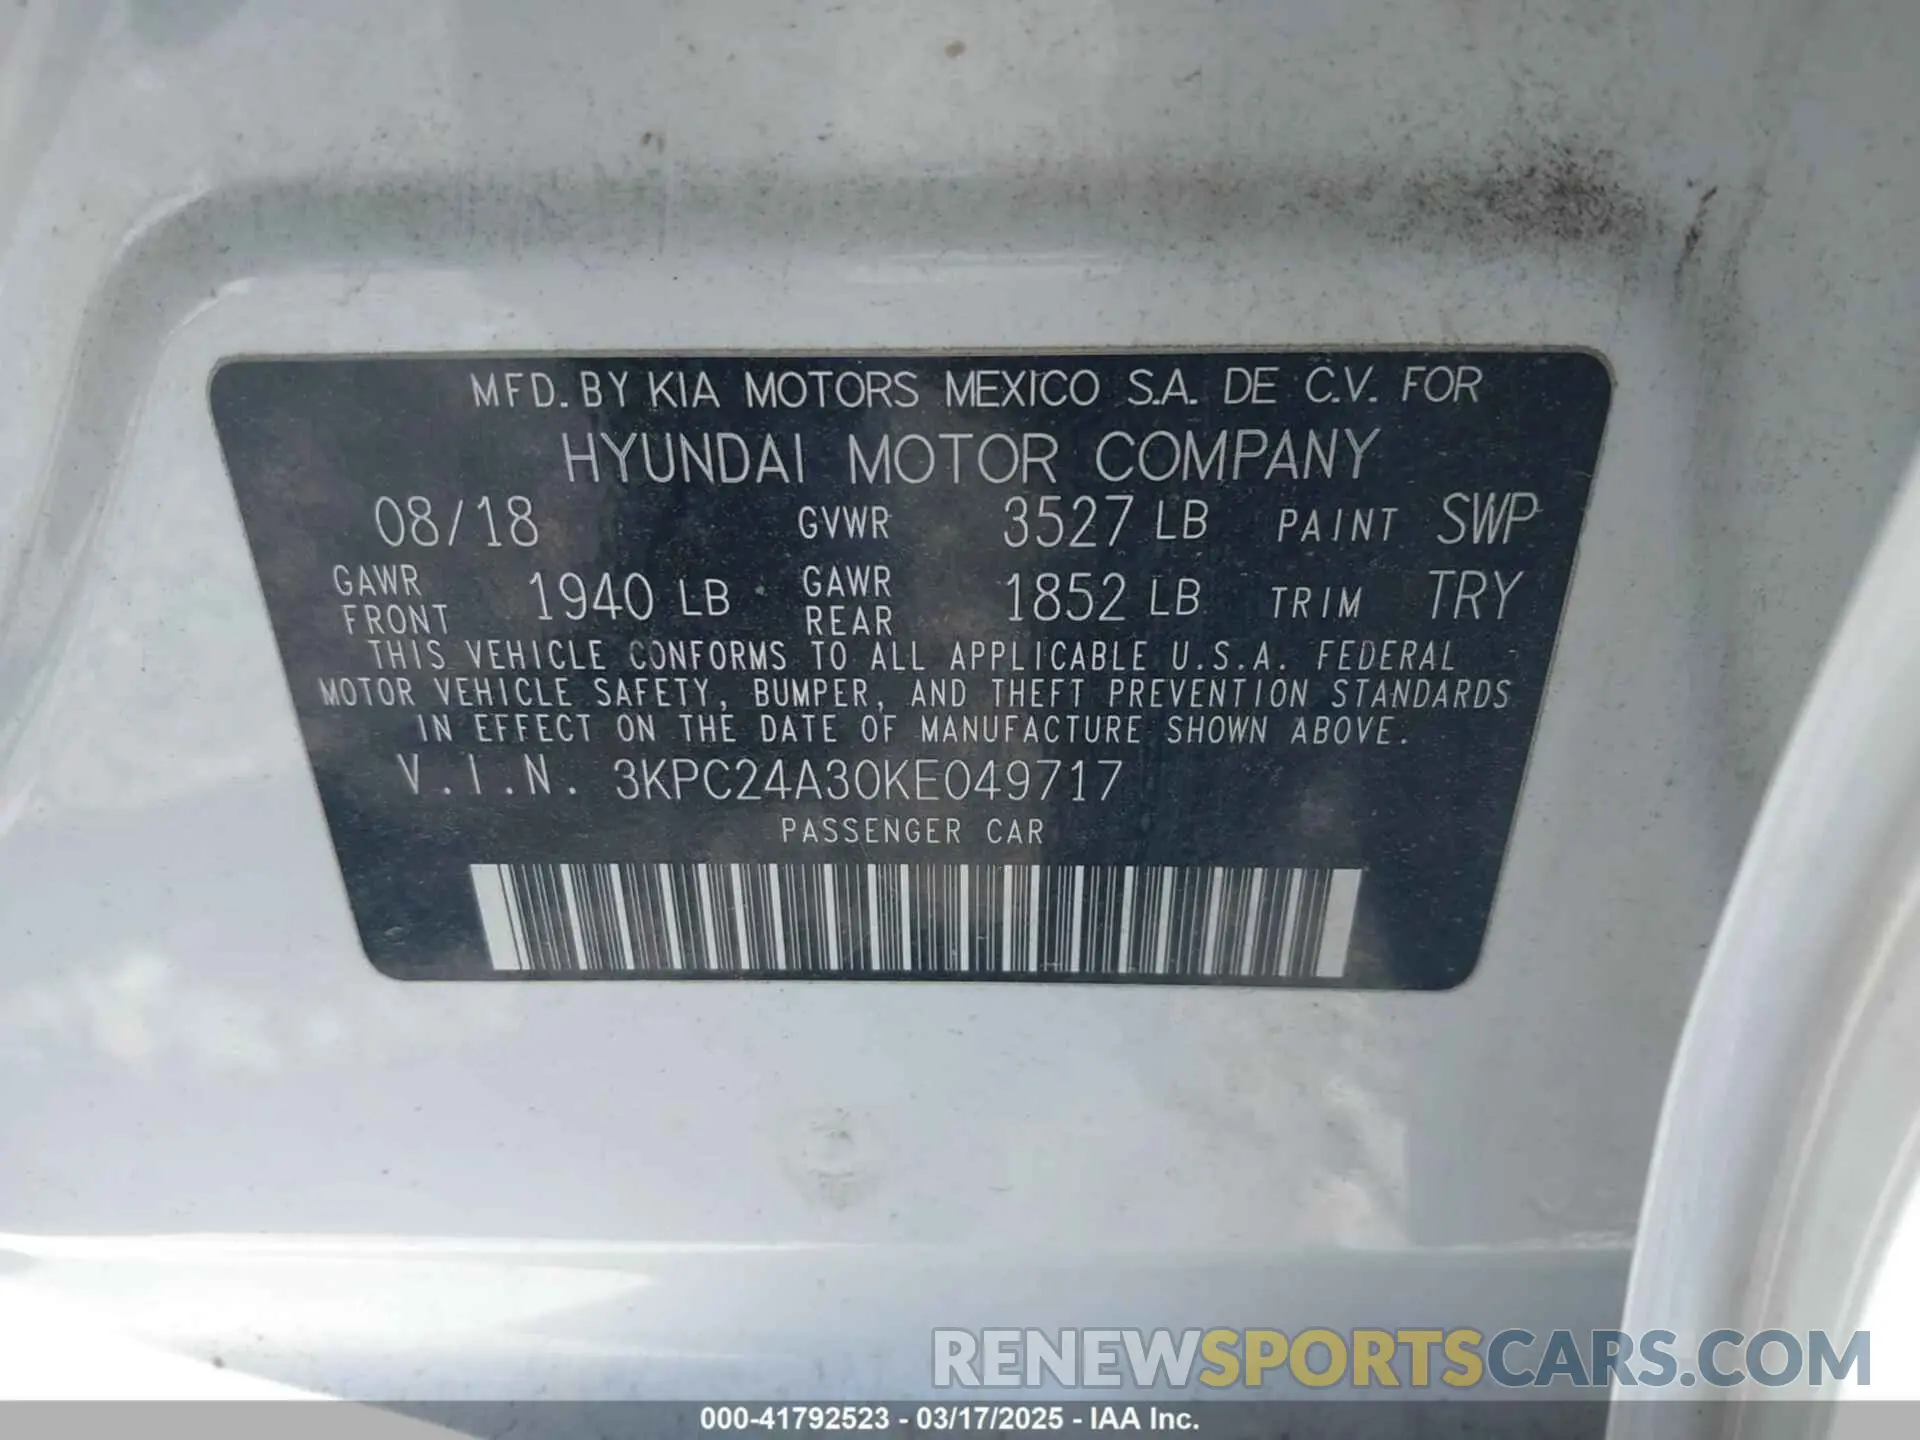 MFD. BY KIA MOTORS MEXICO S.A. DE C.V. FOR
HYUNDAI MOTOR COMPANY
08/18 GVWR 3527 LB PAINT SWP
GAWR FRONT 1940 LB GAWR REAR 1852 LB TRIM TRY
THIS VEHICLE CONFORMS TO ALL APPLICABLE U.S.A. FEDERAL
MOTOR VEHICLE SAFETY, BUMPER, AND THEFT PREVENTION STANDARDS
IN EFFECT ON THE DATE OF MANUFACTURE SHOWN ABOVE.
V.I.N. 3KPC24A30KE049717
PASSENGER CAR
RENEWSPORTSCARS.COM
000-41792523 - 03/17/2025 - IAA Inc.